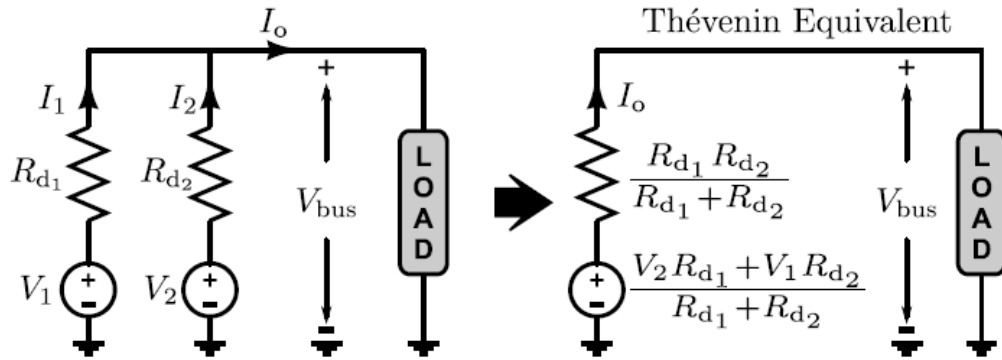 Thévenin Equivalent
I_o
I_1
I_2
R_d1
R_d2
V_1
V_2
+
-
+
-
+
V_bus
-
LOAD
I_o
R_d1 R_d2
R_d1 + R_d2
V_2 R_d1 + V_1 R_d2
R_d1 + R_d2
+
-
+
V_bus
-
LOAD